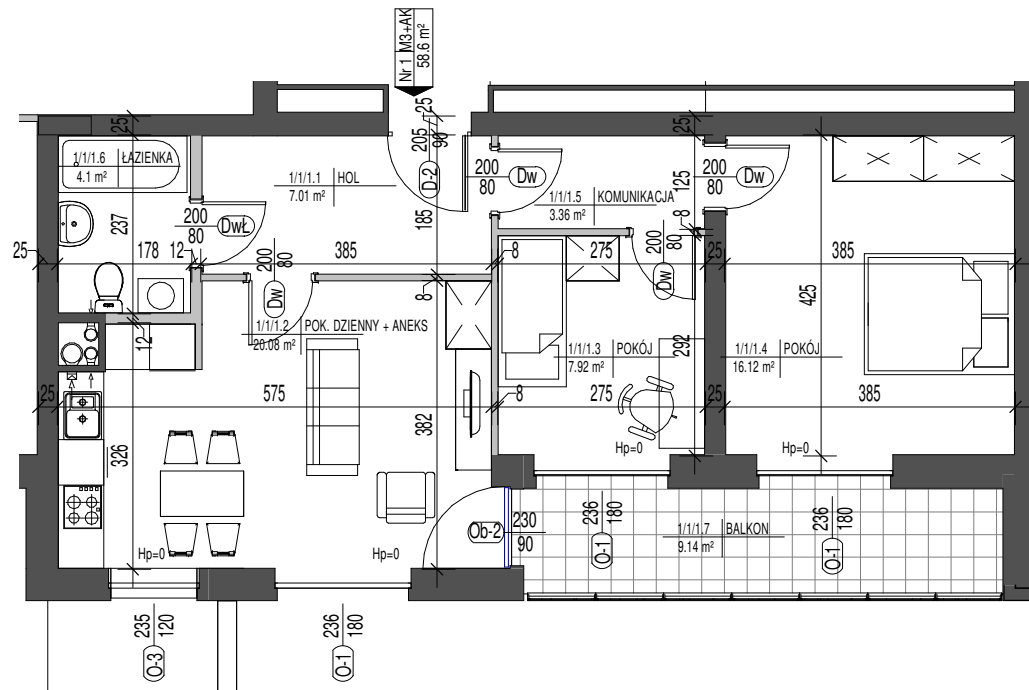 Nr 1 M3+AK
58.6 m²
25
25
205
90
25
D-2
200
80
Dw
200
80
Dw
1/1/1.6 ŁAZIENKA
4.1 m²
1/1/1.1 HOL
7.01 m²
1/1/1.5 KOMUNIKACJA
3.36 m²
125
8
237
200
80
DwŁ
185
200
80
Dw
200
80
Dw
25
178
12
385
8
275
25
385
25
8
425
12
1/1/1.2 POK. DZIENNY + ANEKS
20.08 m²
1/1/1.3 POKÓJ
7.92 m²
292
1/1/1.4 POKÓJ
16.12 m²
25
575
8
275
25
385
25
382
326
Hp=0
Hp=0
Hp=0
Hp=0
Ob-2
230
90
236
180
O-1
1/1/1.7 BALKON
9.14 m²
236
180
O-1
235
120
O-3
236
180
O-1